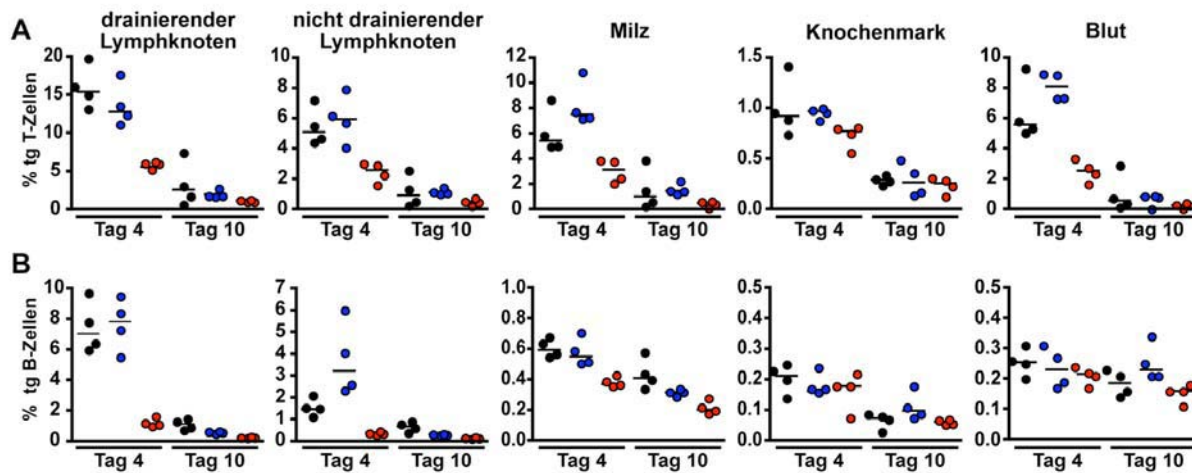 A
drainierender
Lymphknoten
nicht drainierender
Lymphknoten
Milz
Knochenmark
Blut
% tg T-Zellen
20
15
10
5
0
Tag 4 Tag 10
10
8
6
4
2
0
Tag 4 Tag 10
12
10
8
6
4
2
0
Tag 4 Tag 10
1.5
1.0
0.5
0.0
Tag 4 Tag 10
10
8
6
4
2
0
Tag 4 Tag 10
B
% tg B-Zellen
10
8
6
4
2
0
Tag 4 Tag 10
7
6
5
4
3
2
1
0
Tag 4 Tag 10
1.0
0.8
0.6
0.4
0.2
0.0
Tag 4 Tag 10
0.5
0.4
0.3
0.2
0.1
0.0
Tag 4 Tag 10
0.5
0.4
0.3
0.2
0.1
0.0
Tag 4 Tag 10